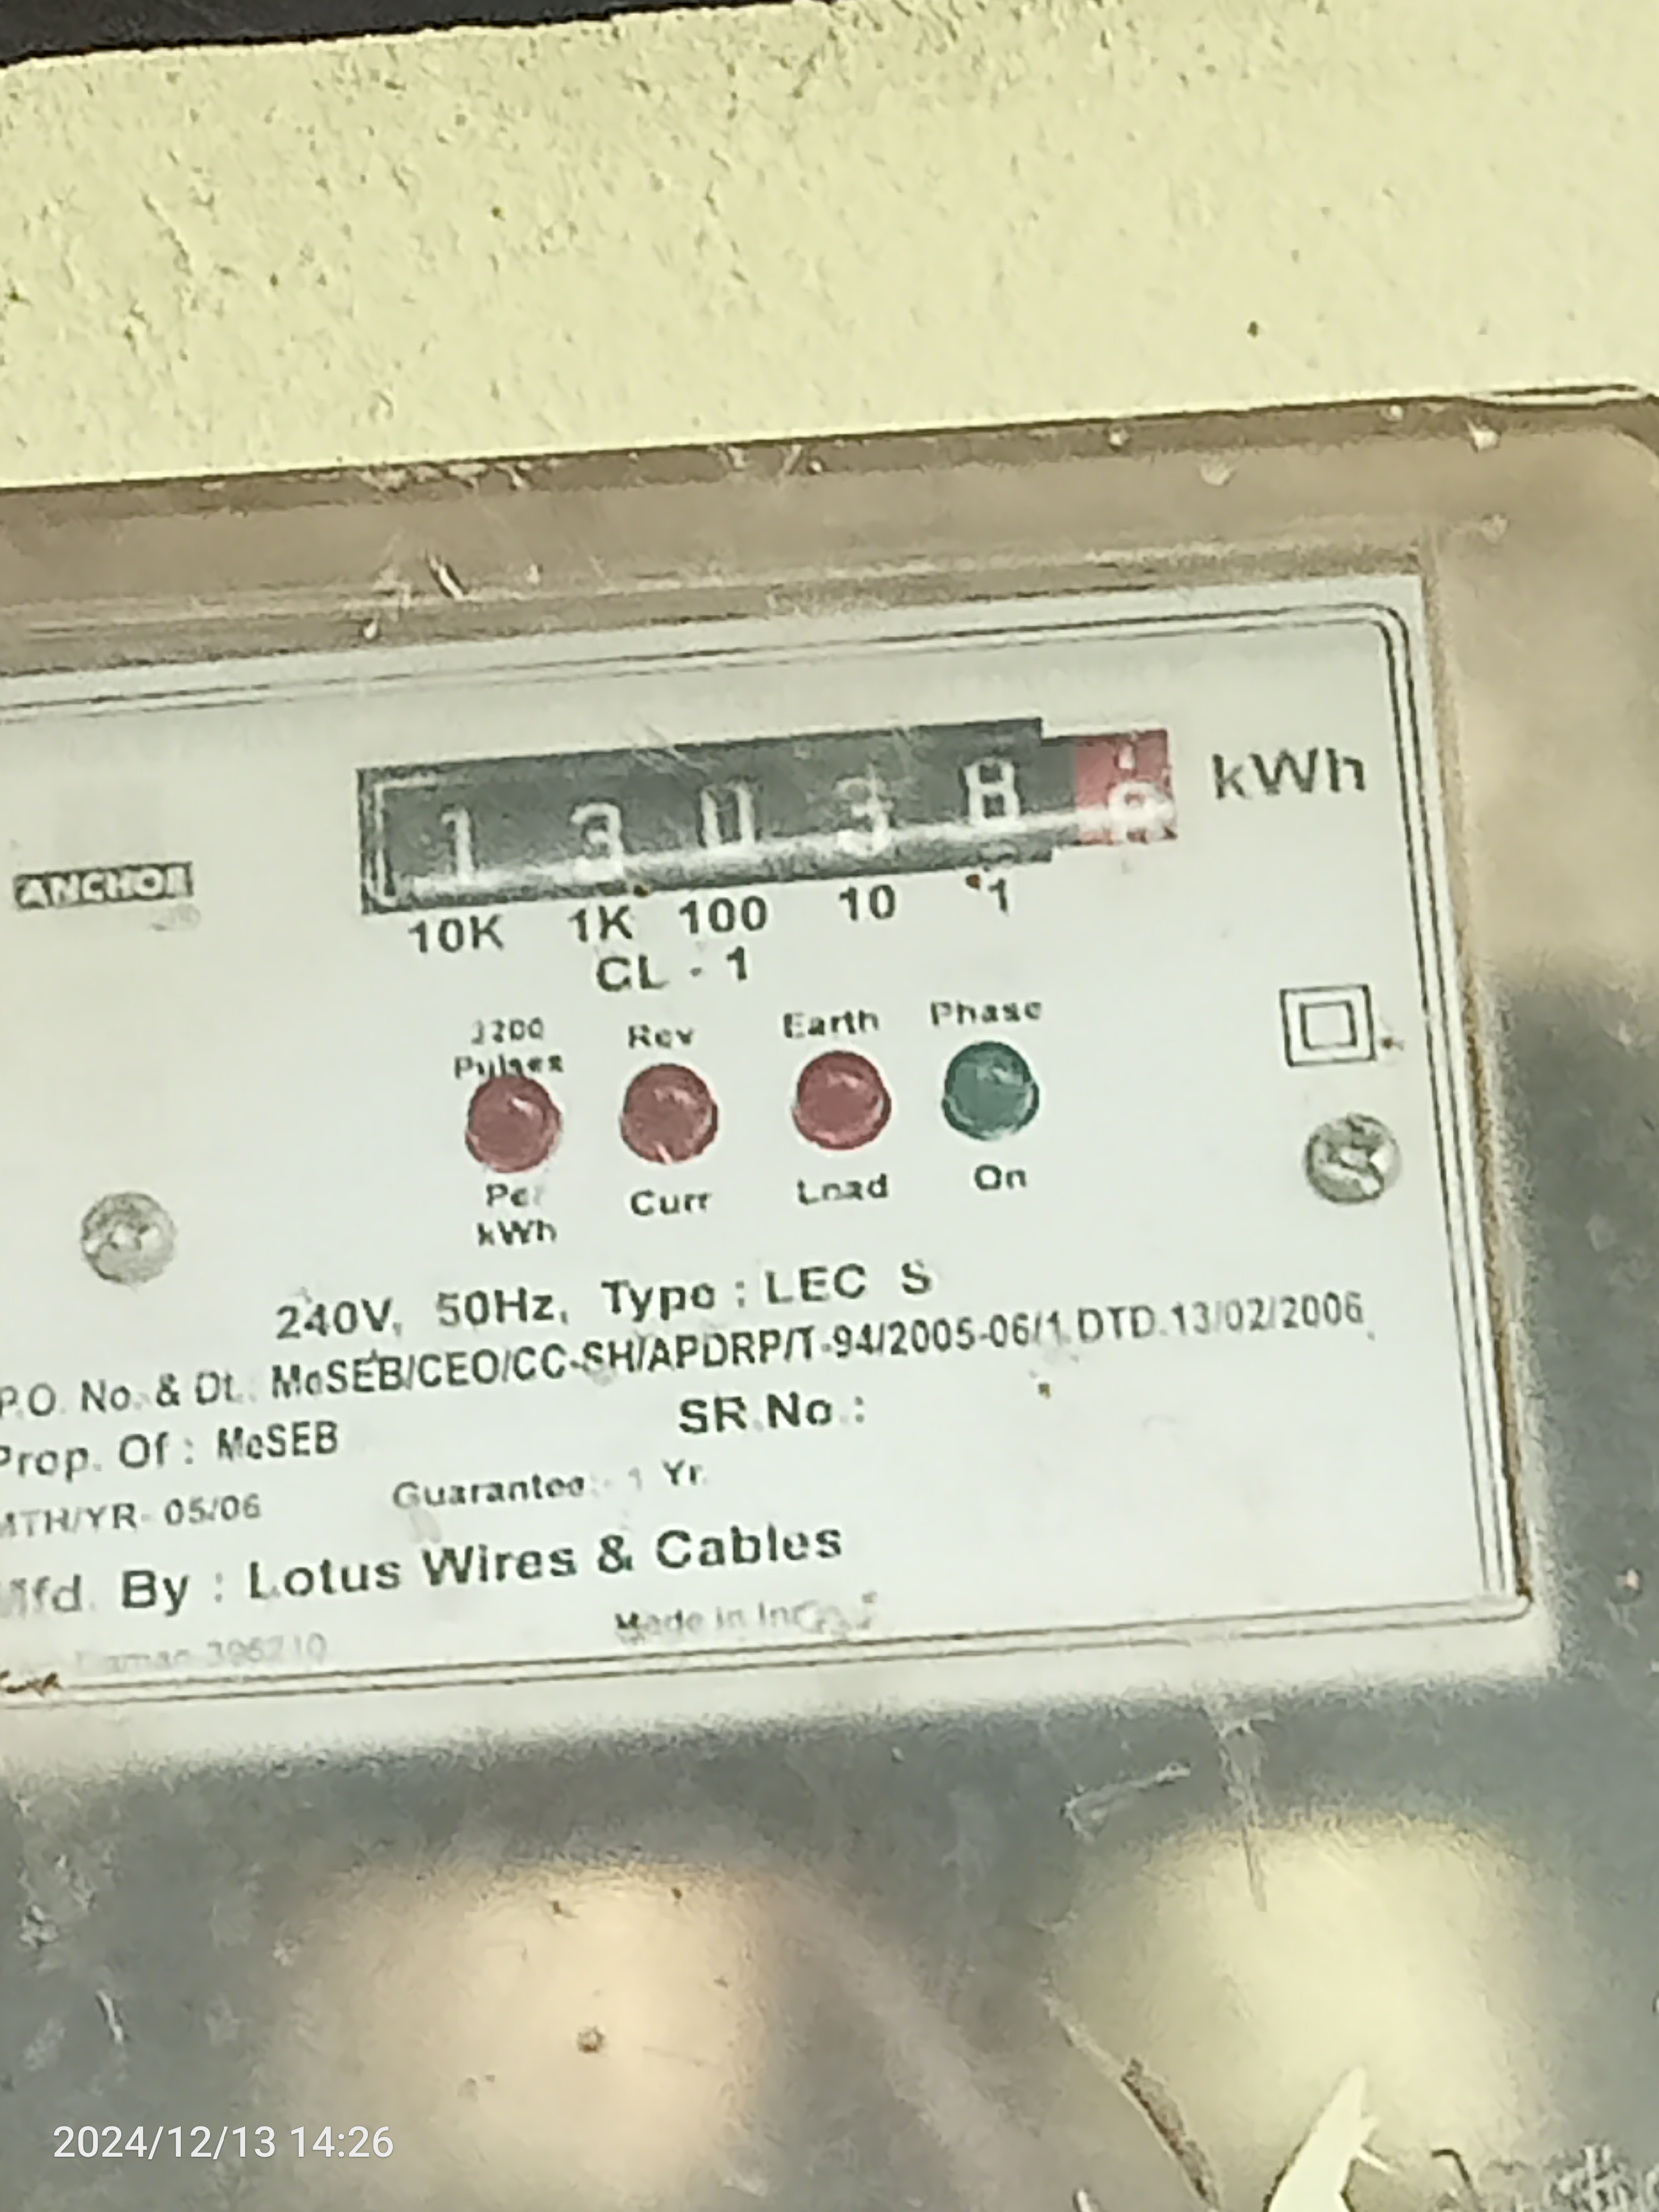 1 3 0 3 8 kWh
ANCHOR
10K 1K 100 10 1
CL - 1
3200 Rev Earth Phase
Pulses
Per Curr Load On
kWh
240V, 50Hz, Type : LEC S
P.O. No. & Dt. MeSEB/CEO/CC-SH/APDRP/T-94/2005-06/1 DTD.13/02/2006
Prop. Of : MeSEB SR.No :
MTH/YR- 05/06 Guarantee:- 1 Yr.
Mfd. By : Lotus Wires & Cables
Made in
2024/12/13 14:26